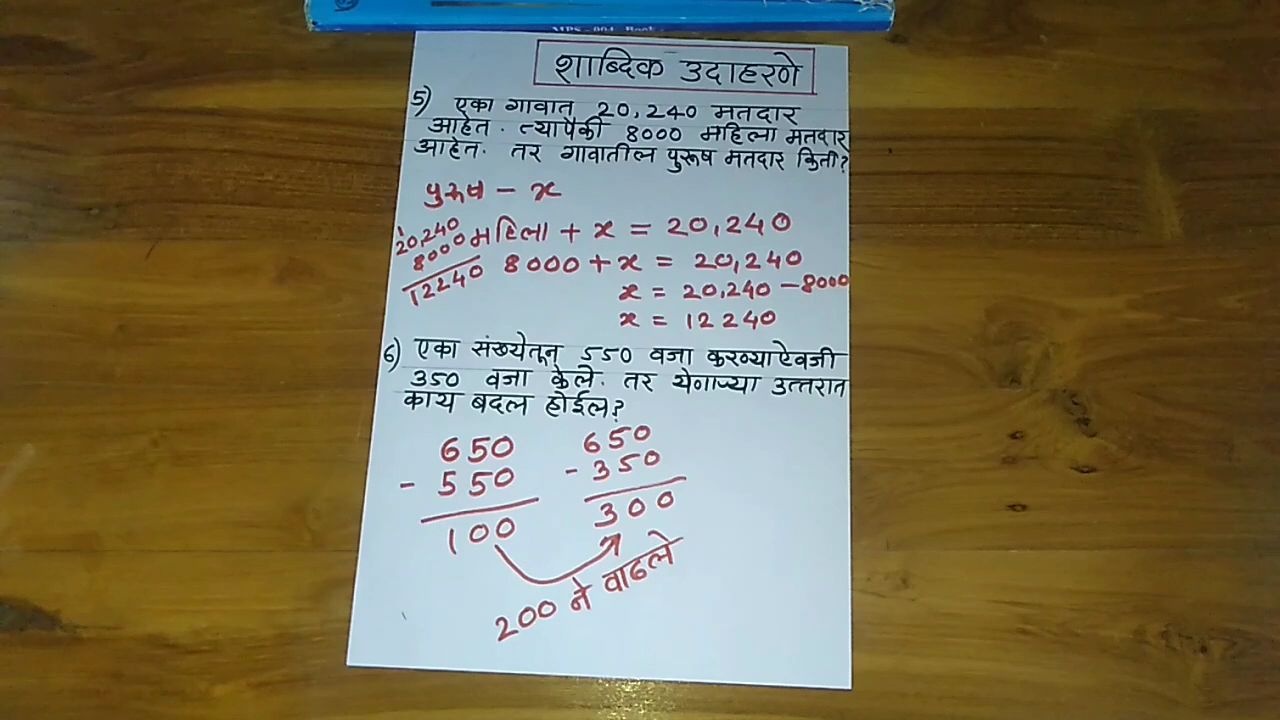 शाब्दिक उदाहरणे
5) एका गावात 20,240 मतदार
आहेत. त्यापैकी 8000 महिला मतदार
आहेत. तर गावातील पुरूष मतदार किती?
पुरूष - x
महिला + x = 20,240
20,240
8000
12240
8000 + x = 20,240
x = 20,240 - 8000
x = 12240
6) एका संख्येतून 550 वजा करण्याऐवजी
350 वजा केले. तर येणाऱ्या उत्तरात
काय बदल होईल?
650
- 550
100
650
- 350
300
200 ने वाढले